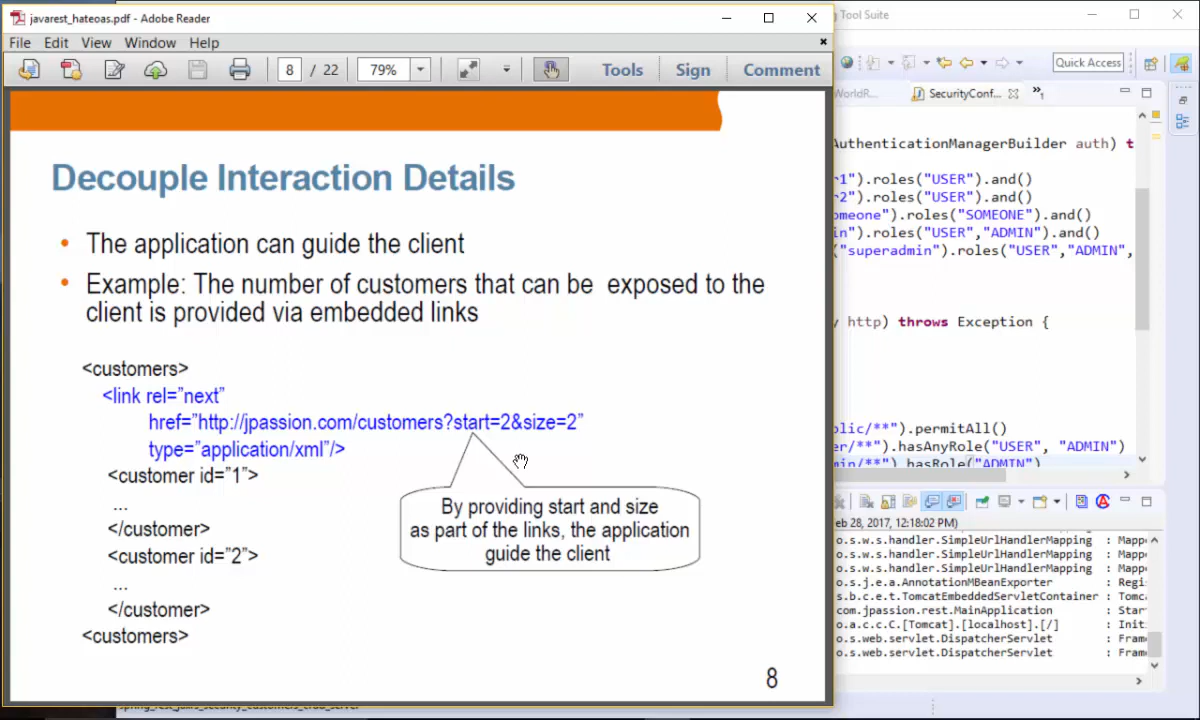 javarest_hateoas.pdf - Adobe Reader
File Edit View Window Help
8 / 22 79% Tools Sign Comment
Decouple Interaction Details
• The application can guide the client
• Example: The number of customers that can be exposed to the
client is provided via embedded links
<customers>
<link rel=”next”
href=”http://jpassion.com/customers?start=2&size=2”
type=”application/xml”/>
<customer id=”1”>
...
</customer>
<customer id=”2”>
...
</customer>
<customers>
By providing start and size
as part of the links, the application
guide the client
8
Tool Suite
Quick Access
WorldR...
SecurityConf...
AuthenticationManagerBuilder auth) t
1").roles("USER").and()
2").roles("USER").and()
omeone").roles("SOMEONE").and()
in").roles("USER","ADMIN").and()
("superadmin").roles("USER","ADMIN",
http) throws Exception {
lic/**").permitAll()
er/**").hasAnyRole("USER", "ADMIN")
min/**").hasRole("ADMIN")
eb 28, 2017, 12:18:02 PM)
o.s.w.s.handler.SimpleUrlHandlerMapping : Mapp
o.s.w.s.handler.SimpleUrlHandlerMapping : Mapp
o.s.w.s.handler.SimpleUrlHandlerMapping : Mapp
o.s.j.e.a.AnnotationMBeanExporter : Regi
s.b.c.e.t.TomcatEmbeddedServletContainer : Tomc
com.jpassion.rest.MainApplication : Star
o.a.c.c.C.[Tomcat].[localhost].[/] : Init
o.s.web.servlet.DispatcherServlet : Fram
o.s.web.servlet.DispatcherServlet : Fram